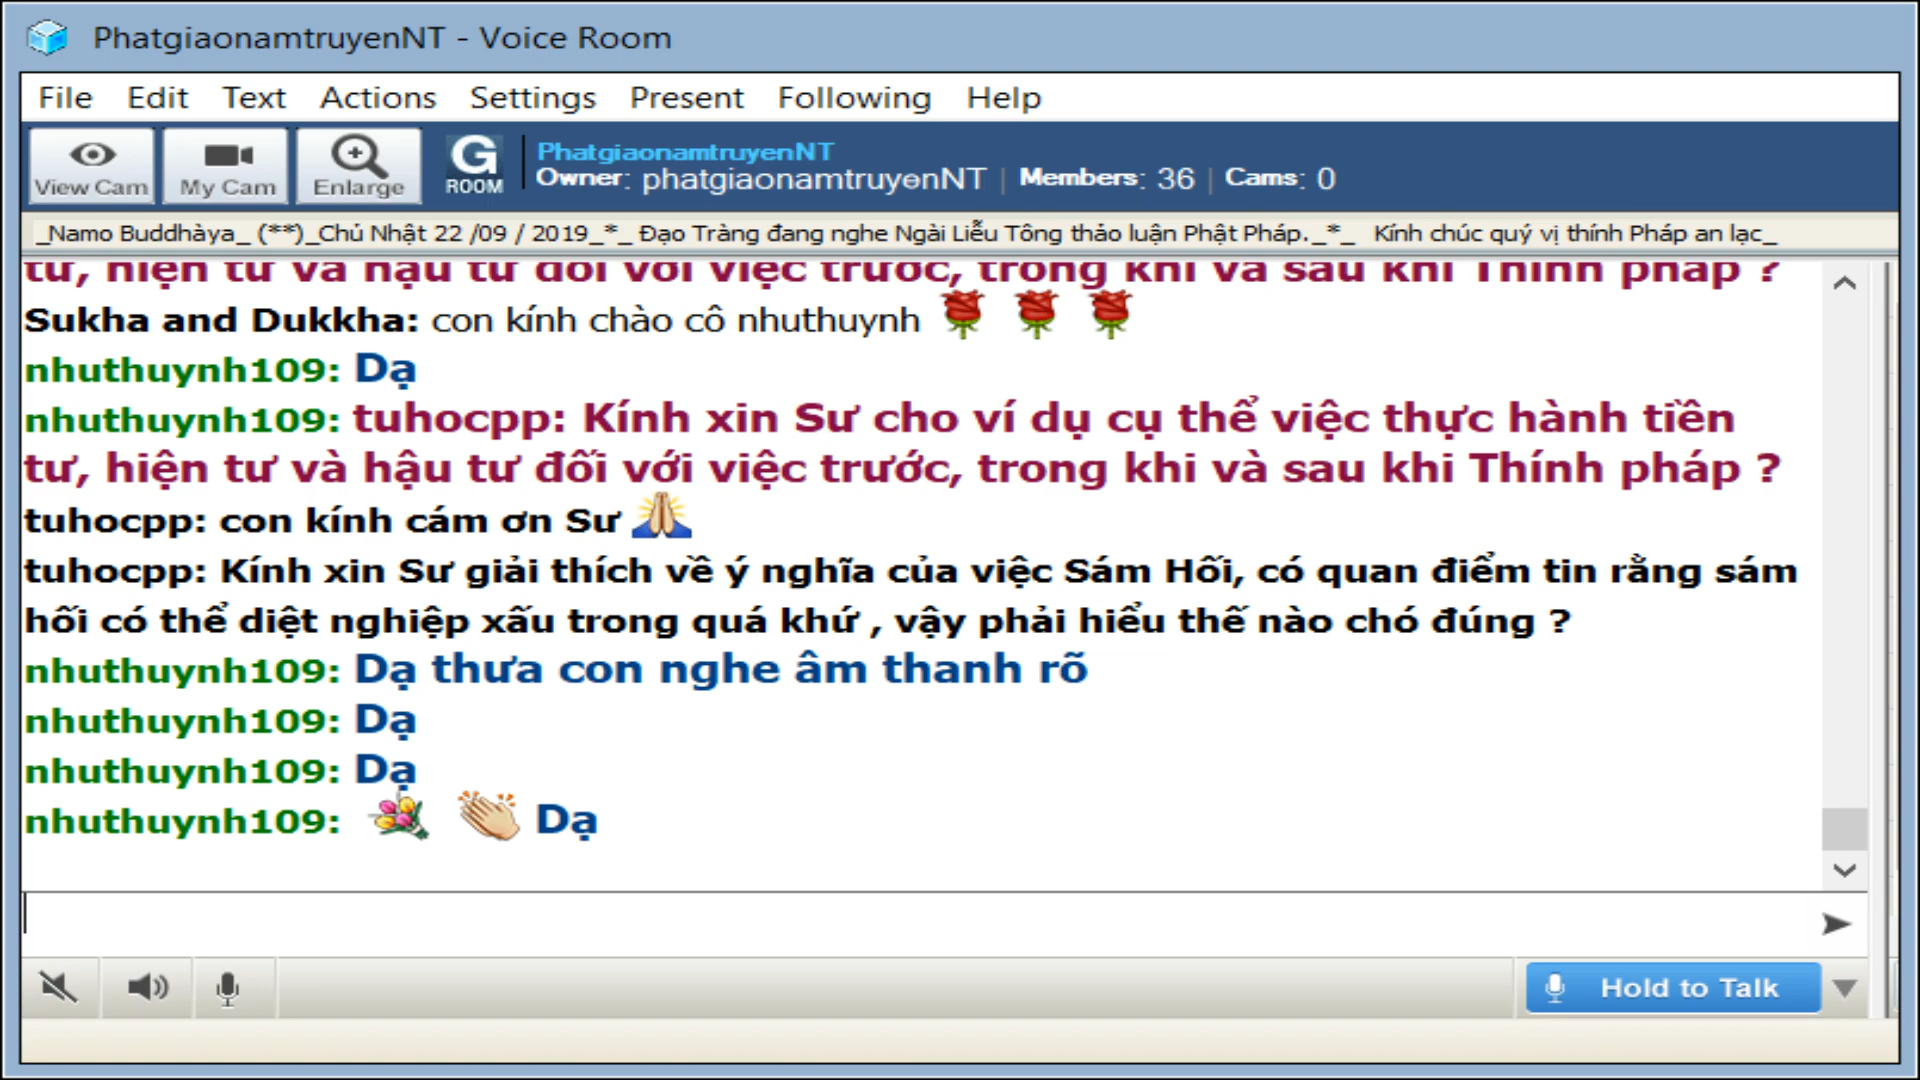 PhatgiaonamtruyenNT - Voice Room
File Edit Text Actions Settings Present Following Help
View Cam My Cam Enlarge G ROOM PhatgiaonamtruyenNT
Owner: phatgiaonamtruyenNT | Members: 36 | Cams: 0
_Namo Buddhàya_ (**)_Chủ Nhật 22 /09 / 2019_*_ Đạo Tràng đang nghe Ngài Liễu Tông thảo luận Phật Pháp._*_ Kính chúc quý vị thính Pháp an lạc_
tư, hiện tư và hậu tư đối với việc trước, trong khi và sau khi Thính pháp ?
Sukha and Dukkha: con kính chào cô nhuthuynh 🌹 🌹 🌹
nhuthuynh109: Dạ
nhuthuynh109: tuhocpp: Kính xin Sư cho ví dụ cụ thể việc thực hành tiền
tư, hiện tư và hậu tư đối với việc trước, trong khi và sau khi Thính pháp ?
tuhocpp: con kính cám ơn Sư 🙏
tuhocpp: Kính xin Sư giải thích về ý nghĩa của việc Sám Hối, có quan điểm tin rằng sám
hối có thể diệt nghiệp xấu trong quá khứ , vậy phải hiểu thế nào chó đúng ?
nhuthuynh109: Dạ thưa con nghe âm thanh rõ
nhuthuynh109: Dạ
nhuthuynh109: Dạ
nhuthuynh109: 💐 👏 Dạ
Hold to Talk